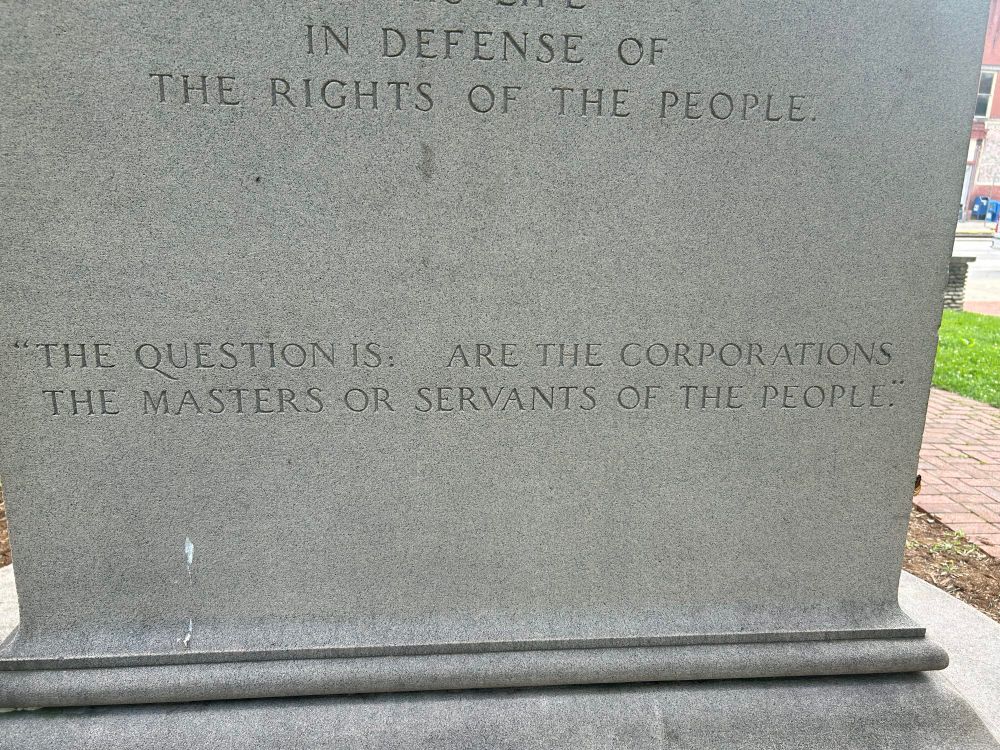 LIFE
IN DEFENSE OF
THE RIGHTS OF THE PEOPLE.
“THE QUESTION IS: ARE THE CORPORATIONS
THE MASTERS OR SERVANTS OF THE PEOPLE.”